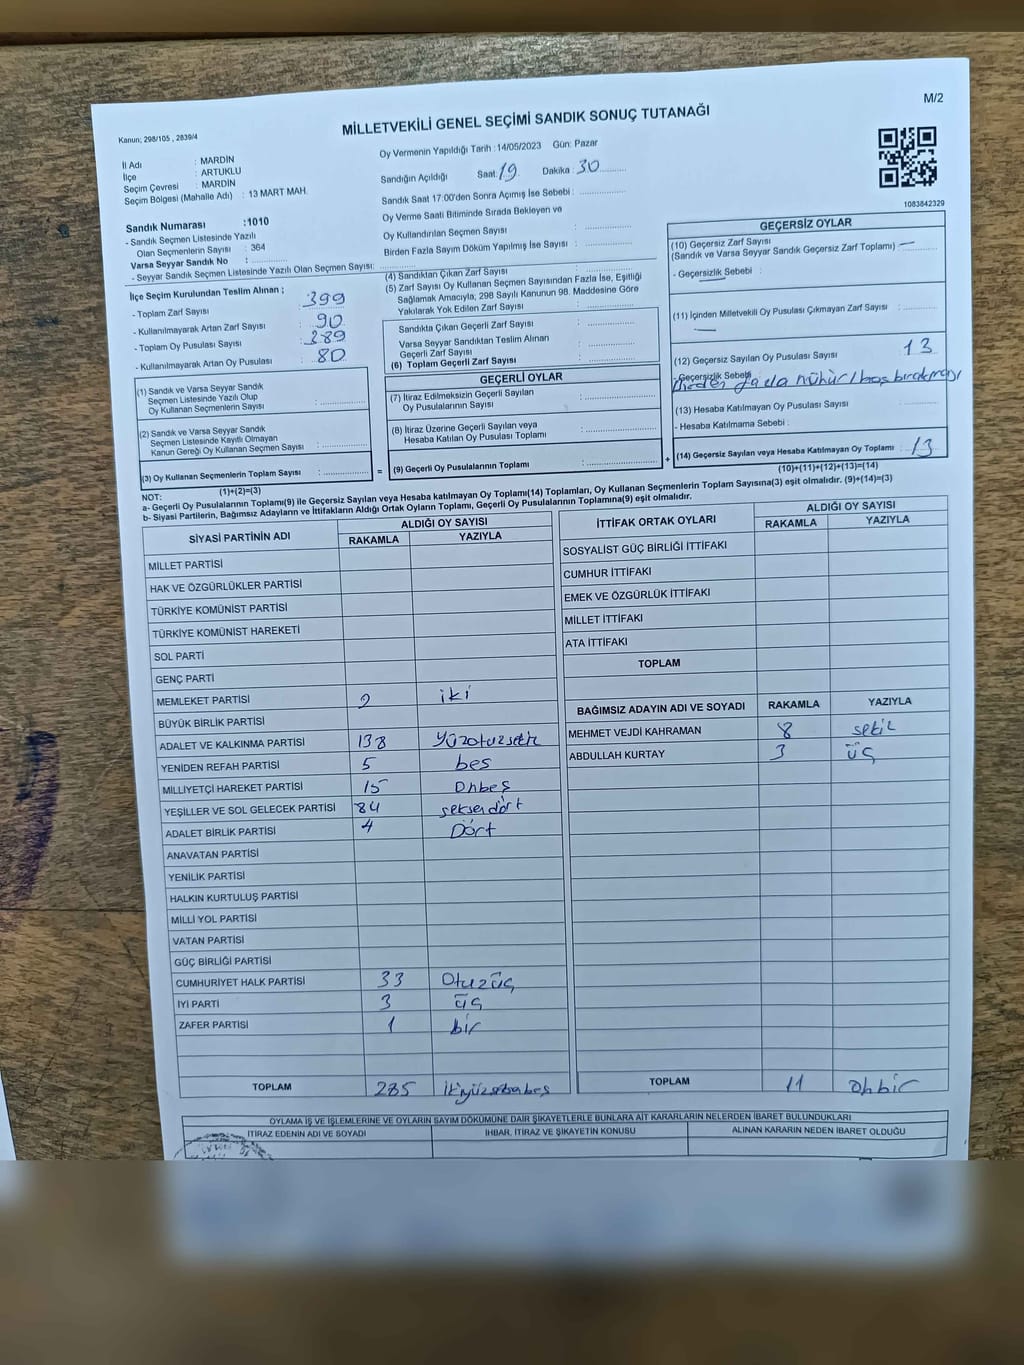 M/2
MİLLETVEKİLİ GENEL SEÇİMİ SANDIK SONUÇ TUTANAĞI
Kanun; 298/105 , 2839/4
İl Adı : MARDİN
İlçe : ARTUKLU
Seçim Çevresi : MARDİN
Seçim Bölgesi (Mahalle Adı) : 13 MART MAH.
Oy Vermenin Yapıldığı Tarih :14/05/2023 Gün: Pazar
Sandığın Açıldığı Saat:19 Dakika :30
Sandık Saat 17:00'den Sonra Açımış İse Sebebi :
Oy Verme Saati Bitiminde Sırada Bekleyen ve
Oy Kullandırılan Seçmen Sayısı :
Birden Fazla Sayım Döküm Yapılmış İse Sayısı :
1083842329
Sandık Numarası :1010
- Sandık Seçmen Listesinde Yazılı
Olan Seçmenlerin Sayısı : 364
Varsa Seyyar Sandık No :
- Seyyar Sandık Seçmen Listesinde Yazılı Olan Seçmen Sayısı:
İlçe Seçim Kurulundan Teslim Alınan ;
- Toplam Zarf Sayısı : 399
- Kullanılmayarak Artan Zarf Sayısı : 90
- Toplam Oy Pusulası Sayısı : 389
- Kullanılmayarak Artan Oy Pusulası : 80
(1) Sandık ve Varsa Seyyar Sandık
Seçmen Listesinde Yazılı Olup
Oy Kullanan Seçmenlerin Sayısı :
(2) Sandık ve Varsa Seyyar Sandık
Seçmen Listesinde Kayıtlı Olmayan
Kanun Gereği Oy Kullanan Seçmen Sayısı :
(3) Oy Kullanan Seçmenlerin Toplam Sayısı : =
(1)+(2)=(3)
(4) Sandıktan Çıkan Zarf Sayısı :
(5) Zarf Sayısı Oy Kullanan Seçmen Sayısından Fazla İse, Eşitliği
Sağlamak Amacıyla, 298 Sayılı Kanunun 98. Maddesine Göre
Yakılarak Yok Edilen Zarf Sayısı :
Sandıkta Çıkan Geçerli Zarf Sayısı :
Varsa Seyyar Sandıktan Teslim Alınan
Geçerli Zarf Sayısı :
(6) Toplam Geçerli Zarf Sayısı :
GEÇERLİ OYLAR
(7) İtiraz Edilmeksizin Geçerli Sayılan
Oy Pusulalarının Sayısı :
(8) İtiraz Üzerine Geçerli Sayılan veya
Hesaba Katılan Oy Pusulası Toplamı :
(9) Geçerli Oy Pusulalarının Toplamı : +
GEÇERSİZ OYLAR
(10) Geçersiz Zarf Sayısı
(Sandık ve Varsa Seyyar Sandık Geçersiz Zarf Toplamı) : —
- Geçersizlik Sebebi :
(11) İçinden Milletvekili Oy Pusulası Çıkmayan Zarf Sayısı :
—
(12) Geçersiz Sayılan Oy Pusulası Sayısı : 13
- Geçersizlik Sebebi
fazla mühür/boş bırakması
(13) Hesaba Katılmayan Oy Pusulası Sayısı :
- Hesaba Katılmama Sebebi :
(14) Geçersiz Sayılan veya Hesaba Katılmayan Oy Toplamı : 13
(10)+(11)+(12)+(13)=(14)
NOT:
a- Geçerli Oy Pusulalarının Toplamı(9) ile Geçersiz Sayılan veya Hesaba katılmayan Oy Toplamı(14) Toplamları, Oy Kullanan Seçmenlerin Toplam Sayısına(3) eşit olmalıdır. (9)+(14)=(3)
b- Siyasi Partilerin, Bağımsız Adayların ve İttifakların Aldığı Ortak Oyların Toplamı, Geçerli Oy Pusulalarının Toplamına(9) eşit olmalıdır.
SİYASİ PARTİNİN ADI ALDIĞI OY SAYISI
RAKAMLA YAZIYLA
MİLLET PARTİSİ
HAK VE ÖZGÜRLÜKLER PARTİSİ
TÜRKİYE KOMÜNİST PARTİSİ
TÜRKİYE KOMÜNİST HAREKETİ
SOL PARTİ
GENÇ PARTİ
MEMLEKET PARTİSİ 2 iki
BÜYÜK BİRLİK PARTİSİ
ADALET VE KALKINMA PARTİSİ 138 Yüzotuzsekiz
YENİDEN REFAH PARTİSİ 5 beş
MİLLİYETÇİ HAREKET PARTİSİ 15 Onbeş
YEŞİLLER VE SOL GELECEK PARTİSİ 84 seksendört
ADALET BİRLİK PARTİSİ 4 Dört
ANAVATAN PARTİSİ
YENİLİK PARTİSİ
HALKIN KURTULUŞ PARTİSİ
MİLLİ YOL PARTİSİ
VATAN PARTİSİ
GÜÇ BİRLİĞİ PARTİSİ
CUMHURİYET HALK PARTİSİ 33 Otuzüç
İYİ PARTİ 3 üç
ZAFER PARTİSİ 1 bir
TOPLAM 285
İTTİFAK ORTAK OYLARI ALDIĞI OY SAYISI
RAKAMLA YAZIYLA
SOSYALİST GÜÇ BİRLİĞİ İTTİFAKI
CUMHUR İTTİFAKI
EMEK VE ÖZGÜRLÜK İTTİFAKI
MİLLET İTTİFAKI
ATA İTTİFAKI
TOPLAM
BAĞIMSIZ ADAYIN ADI VE SOYADI RAKAMLA YAZIYLA
MEHMET VEJDİ KAHRAMAN 8 sekiz
ABDULLAH KURTAY 3 üç
TOPLAM 11 Onbir
OYLAMA İŞ VE İŞLEMLERİNE VE OYLARIN SAYIM DÖKÜMÜNE DAİR ŞİKAYETLERLE BUNLARA AİT KARARLARIN NELERDEN İBARET BULUNDUKLARI
İTİRAZ EDENİN ADI VE SOYADI İHBAR, İTİRAZ VE ŞİKAYETİN KONUSU ALINAN KARARIN NEDEN İBARET OLDUĞU